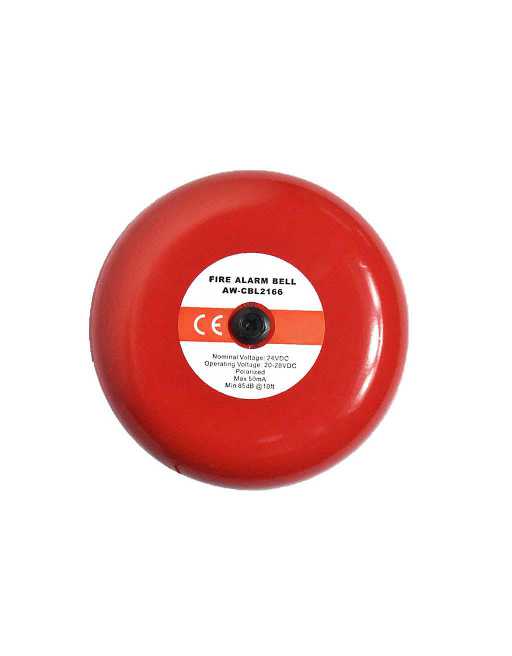 FIRE ALARM BELL
AW-CBL2166
CE
Nominal Voltage: 24VDC
Operating Voltage: 20-28VDC
Polarized
Max 50mA
Min 85dB @10ft